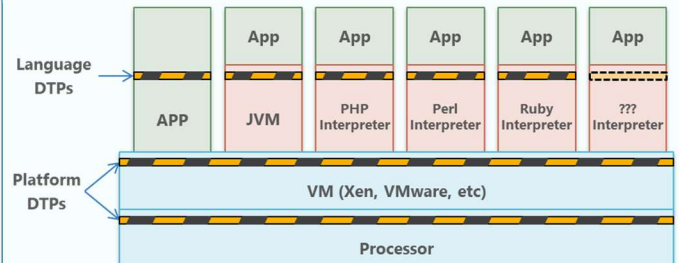 App App App App App
Language
DTPs
APP JVM PHP Interpreter Perl Interpreter Ruby Interpreter ??? Interpreter
Platform
DTPs
VM (Xen, VMware, etc)
Processor